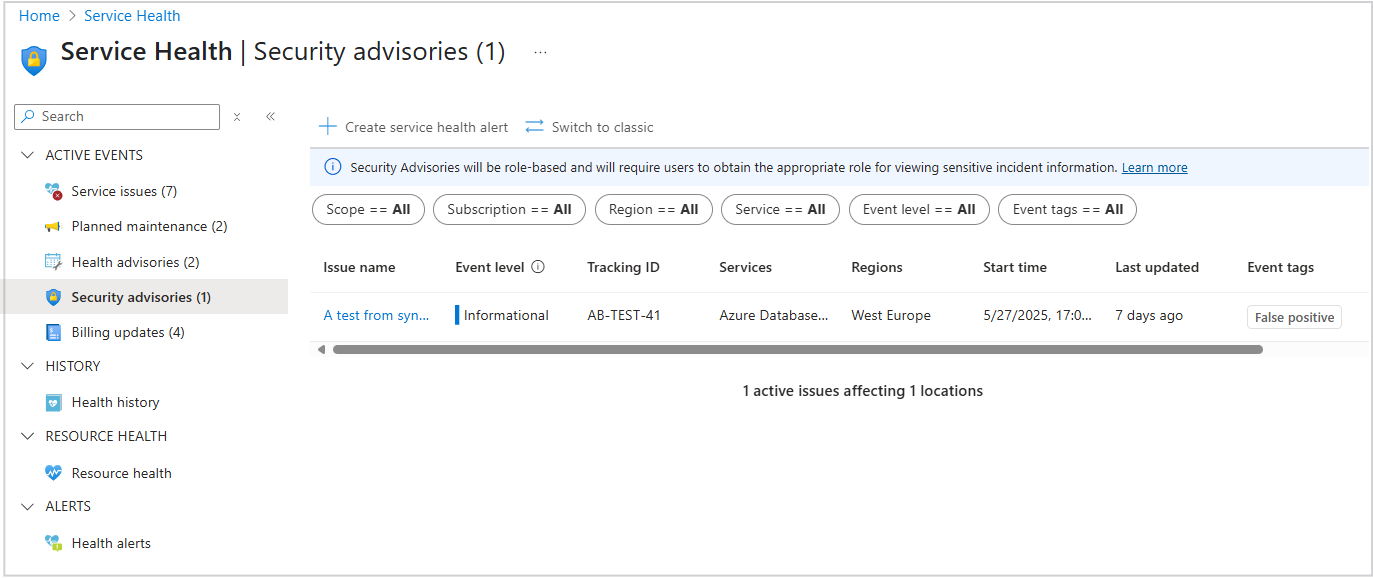 Home > Service Health
Service Health | Security advisories (1) ...
Search
ACTIVE EVENTS
Service issues (7)
Planned maintenance (2)
Health advisories (2)
Security advisories (1)
Billing updates (4)
HISTORY
Health history
RESOURCE HEALTH
Resource health
ALERTS
Health alerts
Create service health alert Switch to classic
Security Advisories will be role-based and will require users to obtain the appropriate role for viewing sensitive incident information. Learn more
Scope == All Subscription == All Region == All Service == All Event level == All Event tags == All
Issue name Event level Tracking ID Services Regions Start time Last updated Event tags
A test from syn... Informational AB-TEST-41 Azure Database... West Europe 5/27/2025, 17:0... 7 days ago False positive
1 active issues affecting 1 locations